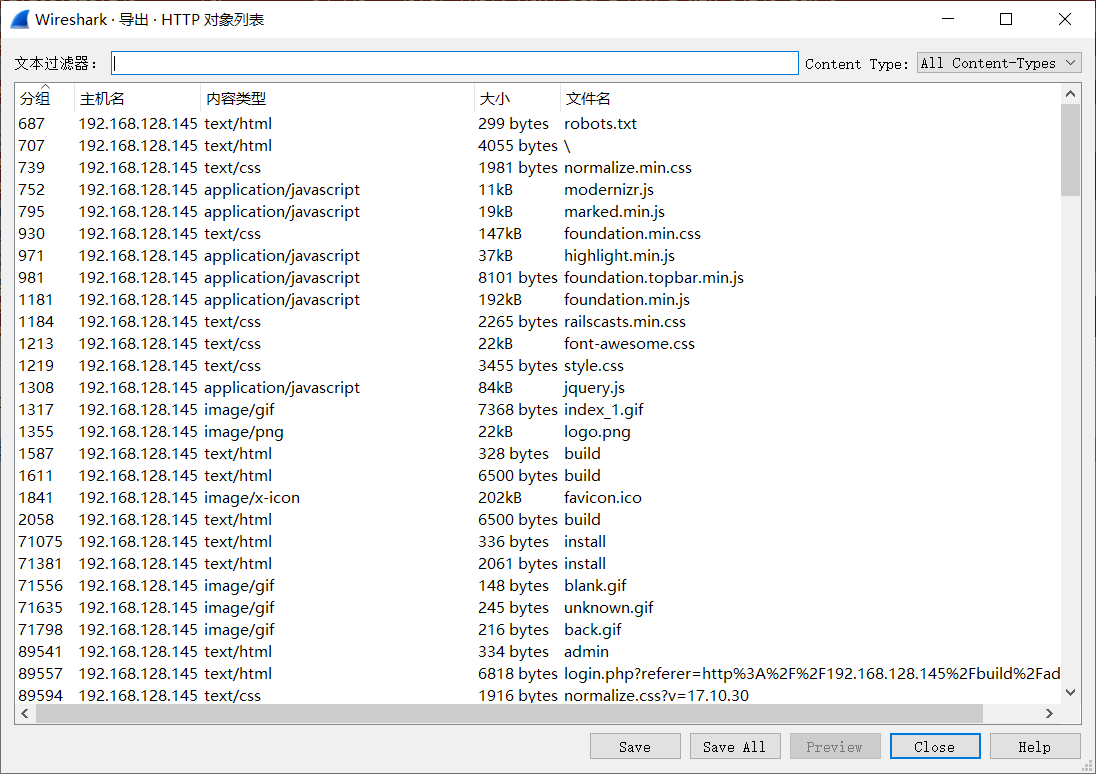 Wireshark · 导出 · HTTP 对象列表
文本过滤器： Content Type: All Content-Types
分组 主机名 内容类型 大小 文件名
687 192.168.128.145 text/html 299 bytes robots.txt
707 192.168.128.145 text/html 4055 bytes \
739 192.168.128.145 text/css 1981 bytes normalize.min.css
752 192.168.128.145 application/javascript 11kB modernizr.js
795 192.168.128.145 application/javascript 19kB marked.min.js
930 192.168.128.145 text/css 147kB foundation.min.css
971 192.168.128.145 application/javascript 37kB highlight.min.js
981 192.168.128.145 application/javascript 8101 bytes foundation.topbar.min.js
1181 192.168.128.145 application/javascript 192kB foundation.min.js
1184 192.168.128.145 text/css 2265 bytes railscasts.min.css
1213 192.168.128.145 text/css 22kB font-awesome.css
1219 192.168.128.145 text/css 3455 bytes style.css
1308 192.168.128.145 application/javascript 84kB jquery.js
1317 192.168.128.145 image/gif 7368 bytes index_1.gif
1355 192.168.128.145 image/png 22kB logo.png
1587 192.168.128.145 text/html 328 bytes build
1611 192.168.128.145 text/html 6500 bytes build
1841 192.168.128.145 image/x-icon 202kB favicon.ico
2058 192.168.128.145 text/html 6500 bytes build
71075 192.168.128.145 text/html 336 bytes install
71381 192.168.128.145 text/html 2061 bytes install
71556 192.168.128.145 image/gif 148 bytes blank.gif
71635 192.168.128.145 image/gif 245 bytes unknown.gif
71798 192.168.128.145 image/gif 216 bytes back.gif
89541 192.168.128.145 text/html 334 bytes admin
89557 192.168.128.145 text/html 6818 bytes login.php?referer=http%3A%2F%2F192.168.128.145%2Fbuild%2Fad
89594 192.168.128.145 text/css 1916 bytes normalize.css?v=17.10.30
Save Save All Preview Close Help